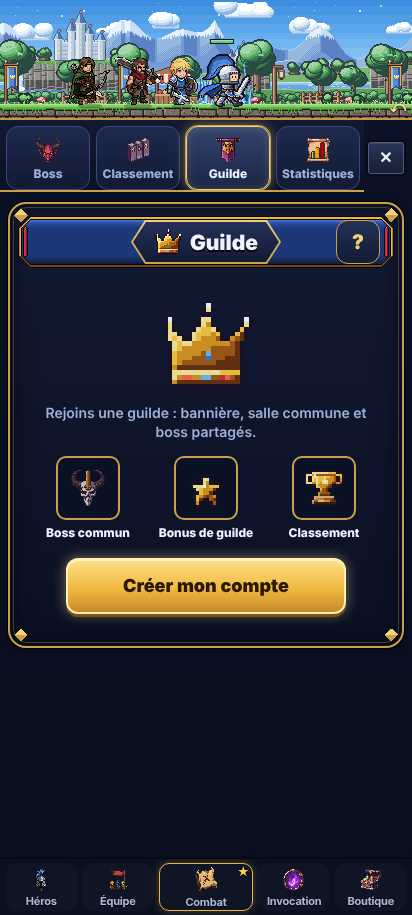 Boss
Classement
Guilde
Statistiques
×
Guilde
?
Rejoins une guilde : bannière, salle commune et
boss partagés.
Boss commun
Bonus de guilde
Classement
Créer mon compte
Héros
Équipe
Combat
Invocation
Boutique